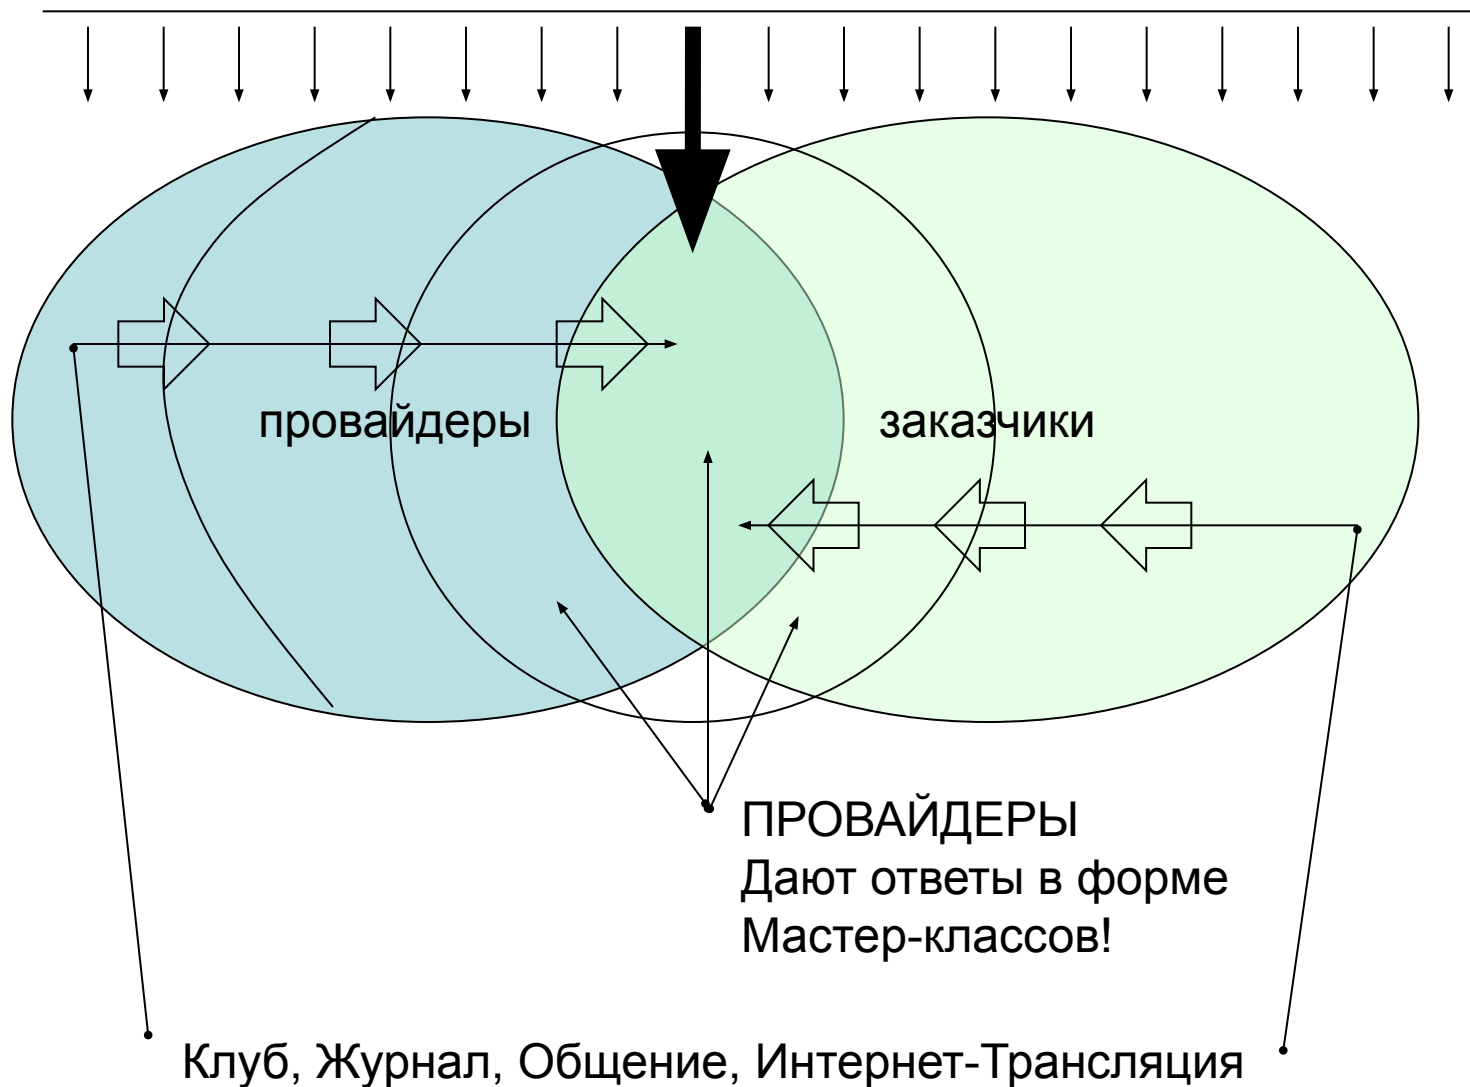 провайдеры
заказчики
ПРОВАЙДЕРЫ
Дают ответы в форме
Мастер-классов!
Клуб, Журнал, Общение, Интернет-Трансляция